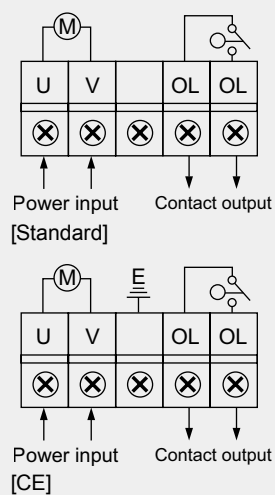 M
U V OL OL
Power input Contact output
[Standard]
M E
U V OL OL
Power input Contact output
[CE]